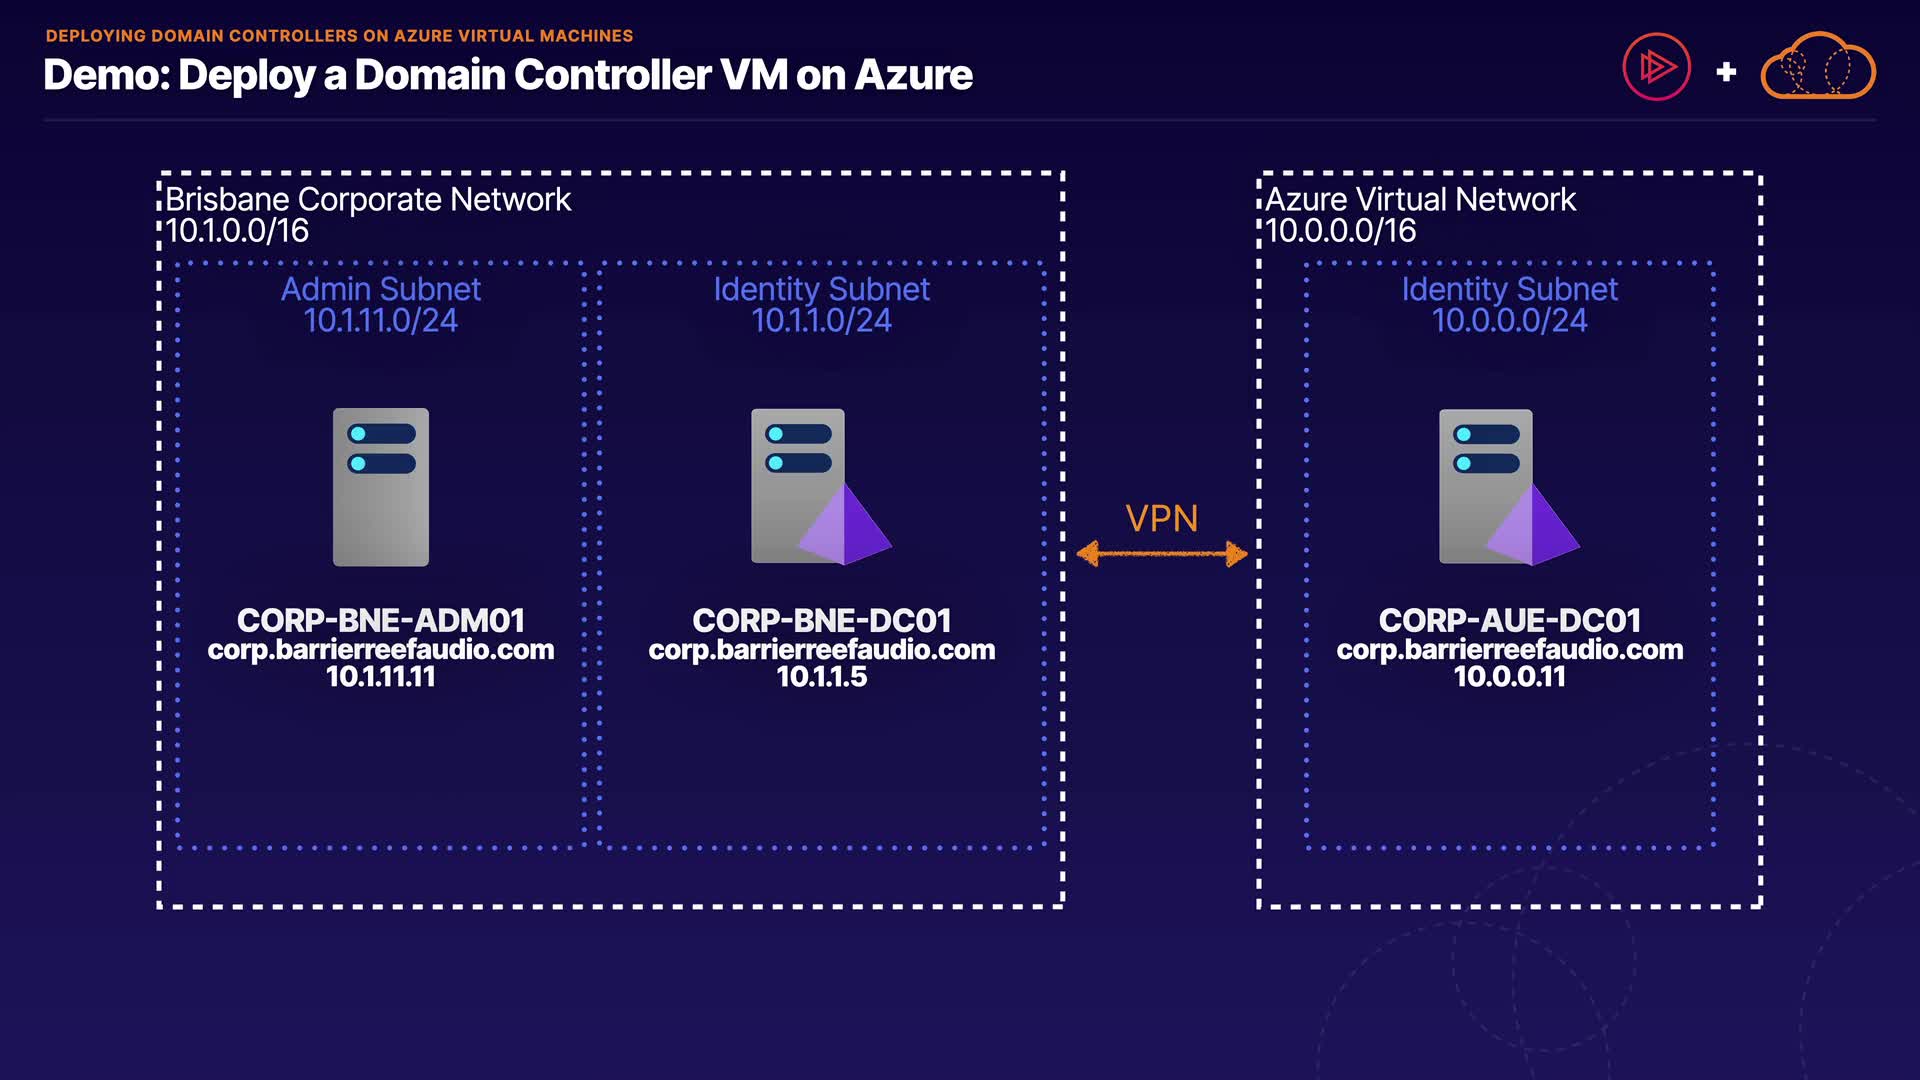 DEPLOYING DOMAIN CONTROLLERS ON AZURE VIRTUAL MACHINES
Demo: Deploy a Domain Controller VM on Azure
Brisbane Corporate Network
10.1.0.0/16
Admin Subnet
10.1.11.0/24
CORP-BNE-ADM01
corp.barrierreefaudio.com
10.1.11.11
Identity Subnet
10.1.1.0/24
CORP-BNE-DC01
corp.barrierreefaudio.com
10.1.1.5
VPN
Azure Virtual Network
10.0.0.0/16
Identity Subnet
10.0.0.0/24
CORP-AUE-DC01
corp.barrierreefaudio.com
10.0.0.11